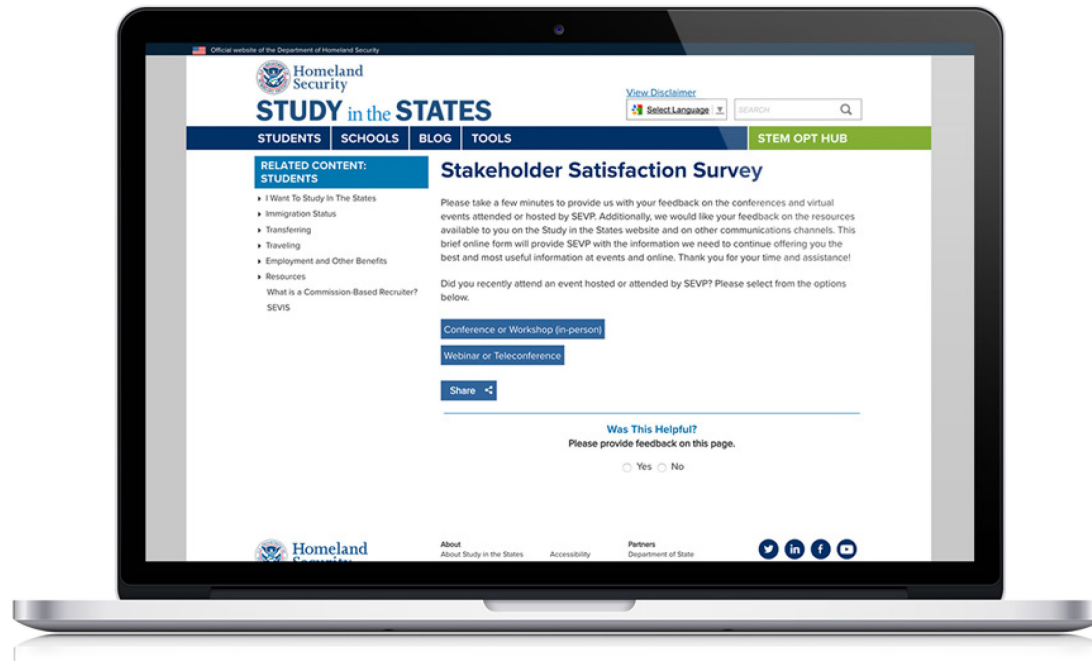 Official website of the Department of Homeland Security
Homeland
Security
STUDY in the STATES
View Disclaimer
Select Language ▼
SEARCH
STUDENTS
SCHOOLS
BLOG
TOOLS
STEM OPT HUB
RELATED CONTENT:
STUDENTS
I Want To Study In The States
Immigration Status
Transferring
Traveling
Employment and Other Benefits
Resources
What is a Commission-Based Recruiter?
SEVIS
Stakeholder Satisfaction Survey
Please take a few minutes to provide us with your feedback on the conferences and virtual
events attended or hosted by SEVP. Additionally, we would like your feedback on the resources
available to you on the Study in the States website and on other communications channels. This
brief online form will provide SEVP with the information we need to continue offering you the
best and most useful information at events and online. Thank you for your time and assistance!
Did you recently attend an event hosted or attended by SEVP? Please select from the options
below.
Conference or Workshop (in-person)
Webinar or Teleconference
Share
Was This Helpful?
Please provide feedback on this page.
Yes No
Homeland
Security
About
About Study in the States
Accessibility
Partners
Department of State